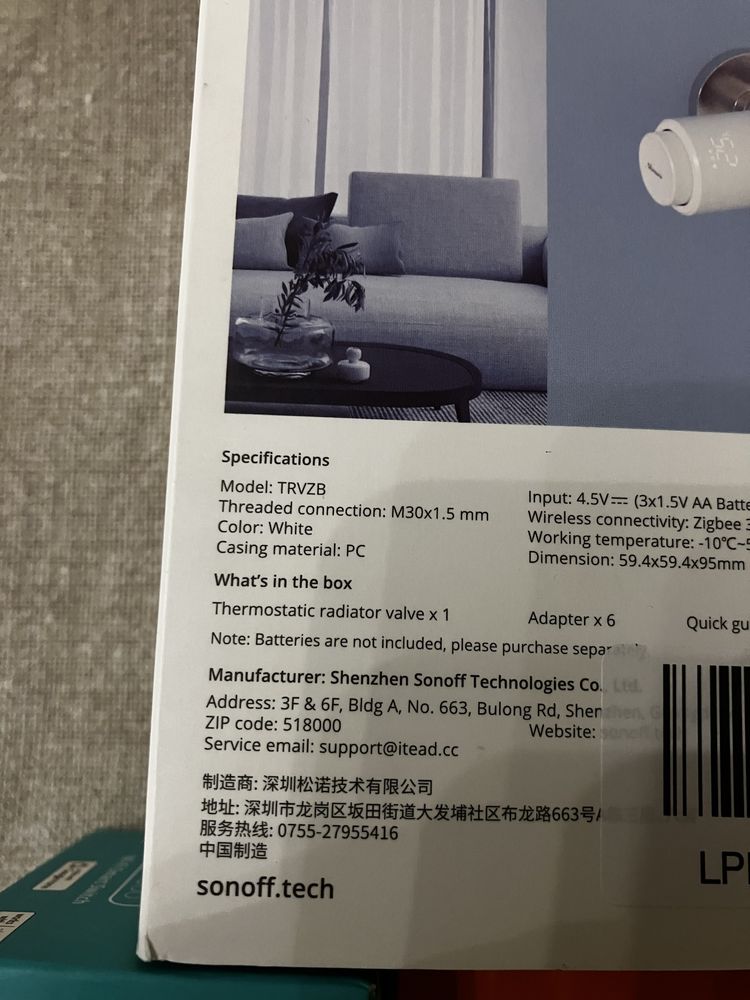 Specifications
Model: TRVZB
Threaded connection: M30x1.5 mm
Color: White
Casing material: PC
Input: 4.5V⎓ (3x1.5V AA Batte
Wireless connectivity: Zigbee 3
Working temperature: -10℃~5
Dimension: 59.4x59.4x95mm
What's in the box
Thermostatic radiator valve x 1
Adapter x 6
Quick gu
Note: Batteries are not included, please purchase separately.
Manufacturer: Shenzhen Sonoff Technologies Co., Ltd.
Address: 3F & 6F, Bldg A, No. 663, Bulong Rd, Shenzhen,
ZIP code: 518000
Website: sonoff.tech
Service email: support@itead.cc
制造商: 深圳松诺技术有限公司
地址: 深圳市龙岗区坂田街道大发埔社区布龙路663号A
服务热线: 0755-27955416
中国制造
sonoff.tech
LP